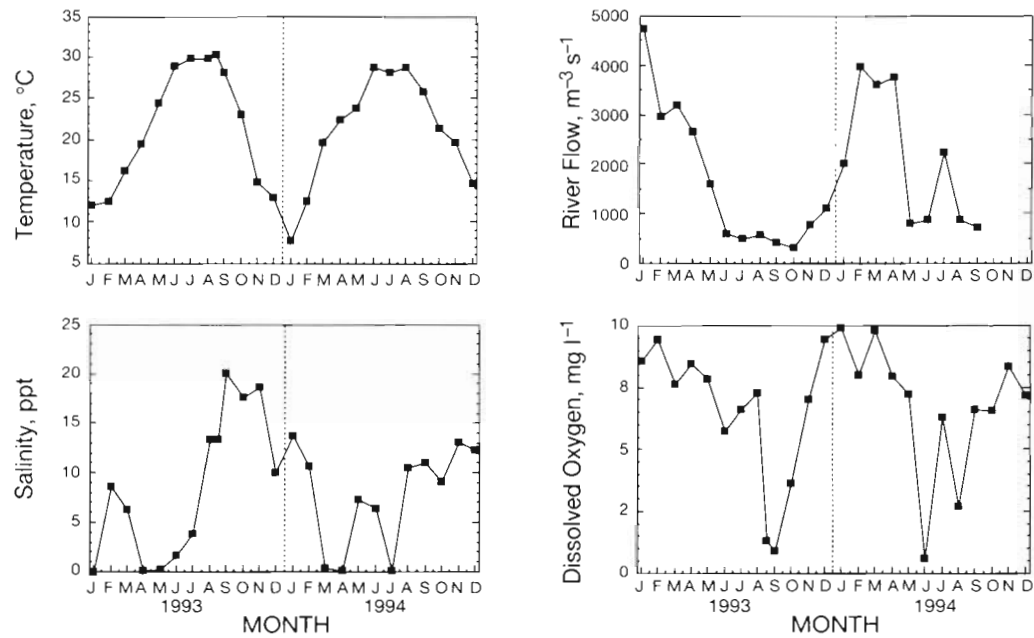 Temperature, °C
35
30
25
20
15
10
5
J F M A M J J A S O N D J F M A M J J A S O N D
River Flow, m⁻³ s⁻¹
5000
4000
3000
2000
1000
0
J F M A M J J A S O N D J F M A M J J A S O N D
Salinity, ppt
25
20
15
10
5
0
J F M A M J J A S O N D J F M A M J J A S O N D
1993 1994
MONTH
Dissolved Oxygen, mg l⁻¹
10
8
5
2
0
J F M A M J J A S O N D J F M A M J J A S O N D
1993 1994
MONTH